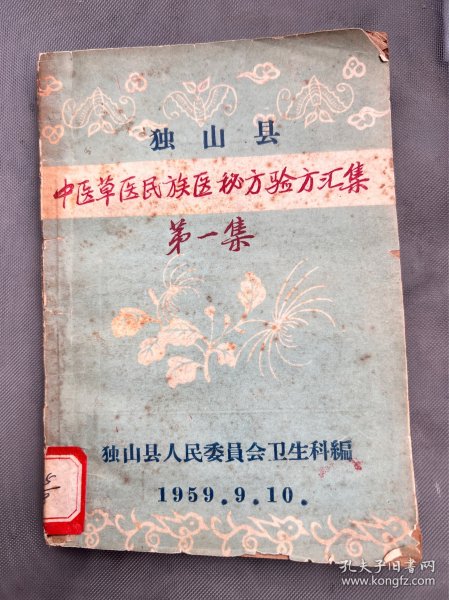 独山县
中医草医民族医秘方验方汇集
第一集
独山县人民委員会卫生科編
1959.9.10.
孔夫子旧书网
www.kongfz.com